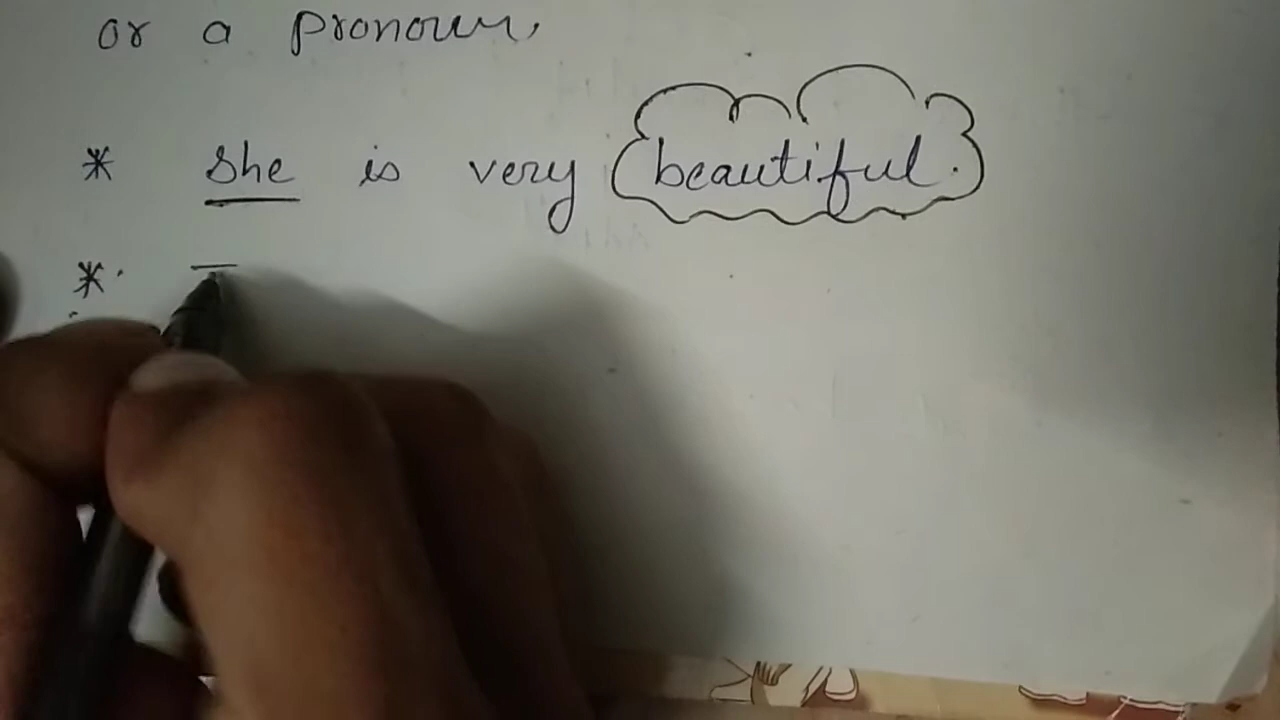 or a pronoun,
* She is very beautiful.
*